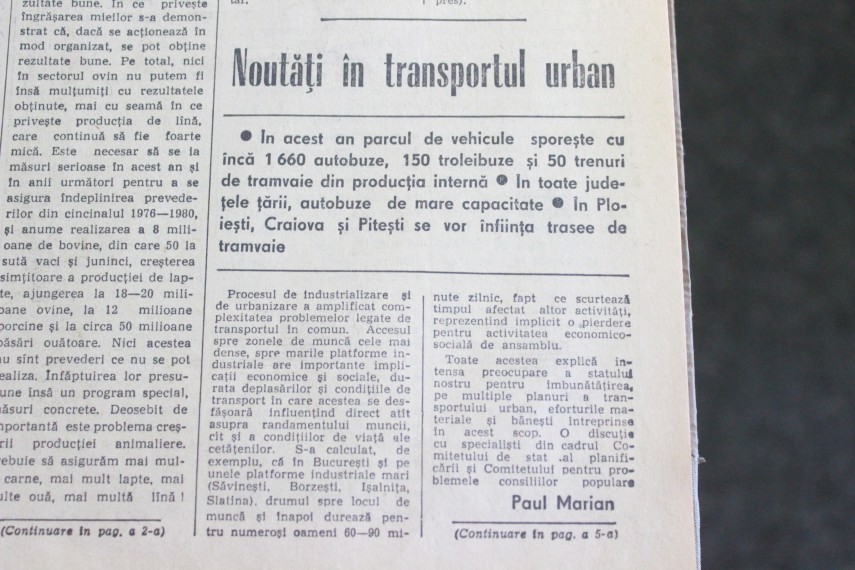 zultate bune. În ce privește
îngrășarea mieilor s-a demon-
strat că, dacă se acționează în
mod organizat, se pot obține
rezultate bune. Pe total, nici
în sectorul ovin nu putem fi
însă mulțumiți cu rezultatele
obținute, mai cu seamă în ce
privește producția de lînă,
care continuă să fie foarte
mică. Este necesar să se ia
măsuri serioase în acest an și
în anii următori pentru a se
asigura îndeplinirea prevede-
rilor din cincinalul 1976—1980,
și anume realizarea a 8 mili-
oane de bovine, din care 50 la
sută vaci și juninci, creșterea
simțitoare a producției de lap-
te, ajungerea la 18—20 mili-
oane ovine, la 12 milioane
porcine și la circa 50 milioane
păsări ouătoare. Nici acestea
nu sînt prevederi ce nu se pot
ealiza. Înfăptuirea lor presu-
une însă un program special,
ăsuri concrete. Deosebit de
mportantă este problema creș-
rii producției animaliere.
rebuie să asigurăm mai mul-
carne, mai mult lapte, mai
ulte ouă, mai multă lînă !
(Continuare în pag. a 2-a)
tar.
pres).
Noutăți în transportul urban
● În acest an parcul de vehicule sporește cu
încă 1 660 autobuze, 150 troleibuze și 50 trenuri
de tramvaie din producția internă ● În toate jude-
țele țării, autobuze de mare capacitate ● În Plo-
iești, Craiova și Pitești se vor înființa trasee de
tramvaie
Procesul de industrializare și
de urbanizare a amplificat com-
plexitatea problemelor legate de
transportul în comun. Accesul
spre zonele de muncă cele mai
dense, spre marile platforme in-
dustriale are importante impli-
cații economice și sociale, du-
rata deplasărilor și condițiile de
transport în care acestea se des-
fășoară influențînd direct atît
asupra randamentului muncii,
cît și a condițiilor de viață ale
cetățenilor. S-a calculat, de
exemplu, că în București și pe
unele platforme industriale mari
(Săvinești, Borzești, Ișalnița,
Slatina), drumul spre locul de
muncă și înapoi durează pen-
tru numeroși oameni 60—90 mi-
nute zilnic, fapt ce scurtează
timpul afectat altor activități,
reprezentînd implicit o pierdere
pentru activitatea economico-
socială de ansamblu.
Toate acestea explică in-
tensa preocupare a statului
nostru pentru îmbunătățirea,
pe multiple planuri a tran-
sportului urban, eforturile ma-
teriale și bănești întreprinse
în acest scop. O discuție
cu specialiști din cadrul Co-
mitetului de stat al planifi-
cării și Comitetului pentru pro-
blemele consiliilor populare
Paul Marian
(Continuare în pag. a 5-a)